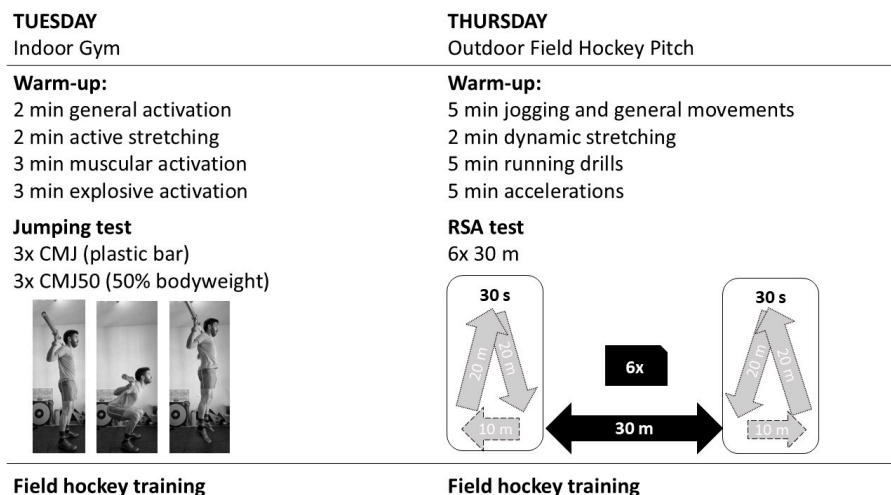 TUESDAY
Indoor Gym
Warm-up:
2 min general activation
2 min active stretching
3 min muscular activation
3 min explosive activation
Jumping test
3x CMJ (plastic bar)
3x CMJ50 (50% bodyweight)
Field hockey training
THURSDAY
Outdoor Field Hockey Pitch
Warm-up:
5 min jogging and general movements
2 min dynamic stretching
5 min running drills
5 min accelerations
RSA test
6x 30 m
30 s
20 m
20 m
10 m
6x
30 m
30 s
20 m
20 m
10 m
Field hockey training